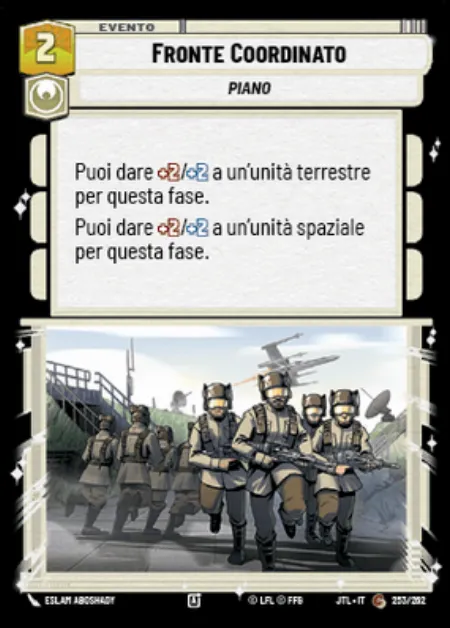 EVENTO
2
FRONTE COORDINATO
PIANO
Puoi dare +2/+2 a un'unità terrestre
per questa fase.
Puoi dare +2/+2 a un'unità spaziale
per questa fase.
ESLAM ABOSHADY
A
© LFL © FFG
JTL • IT
C
253/262